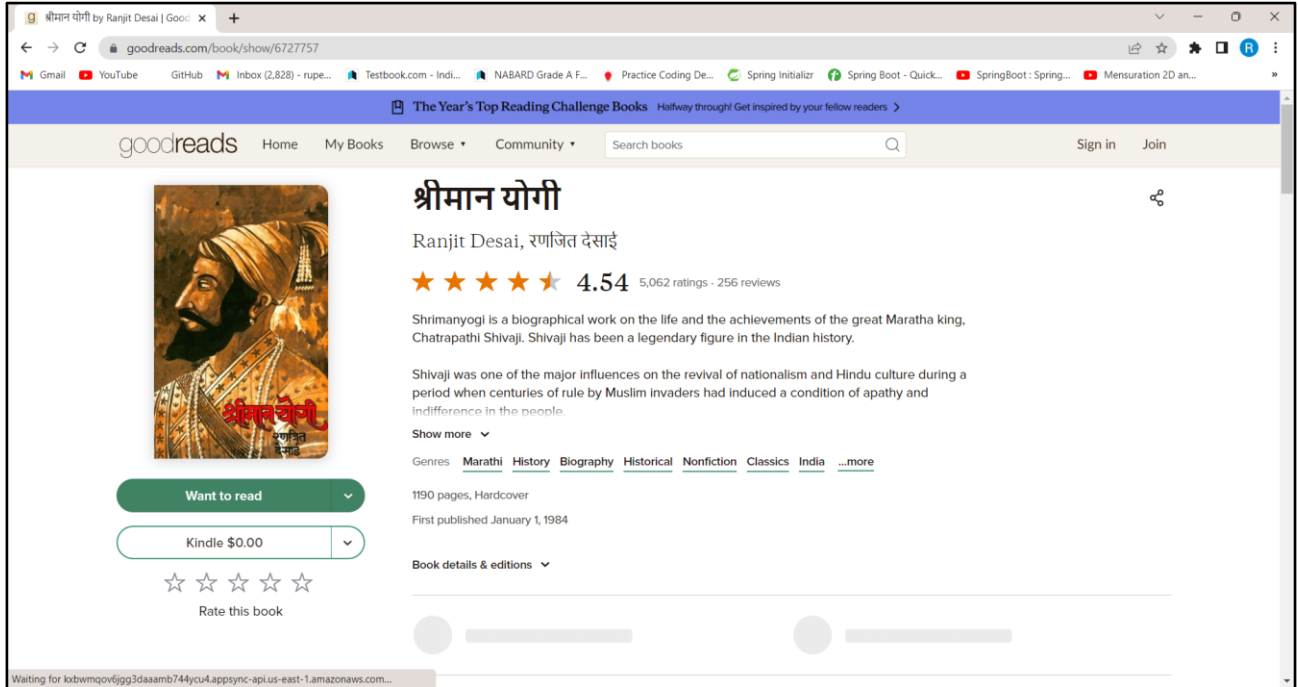 श्रीमान योगी by Ranjit Desai | Good
goodreads.com/book/show/6727757
R
Gmail YouTube GitHub Inbox (2,828) - rupe... Testbook.com - Indi... NABARD Grade A F... Practice Coding De... Spring Initializr Spring Boot - Quick... SpringBoot : Spring... Mensuration 2D an... »
The Year's Top Reading Challenge Books Halfway through! Get inspired by your fellow readers >
goodreads Home My Books Browse Community Search books Sign in Join
श्रीमान योगी
Ranjit Desai, रणजित देसाई
4.54 5,062 ratings · 256 reviews
Shrimanyogi is a biographical work on the life and the achievements of the great Maratha king,
Chatrapathi Shivaji. Shivaji has been a legendary figure in the Indian history.
Shivaji was one of the major influences on the revival of nationalism and Hindu culture during a
period when centuries of rule by Muslim invaders had induced a condition of apathy and
indifference in the people.
Show more
Genres Marathi History Biography Historical Nonfiction Classics India ...more
1190 pages, Hardcover
First published January 1, 1984
Book details & editions
श्रीमान योगी
रणजित
देसाई
Want to read
Kindle $0.00
Rate this book
Waiting for kxbwmqov6jgg3daaamb744ycu4.appsync-api.us-east-1.amazonaws.com...